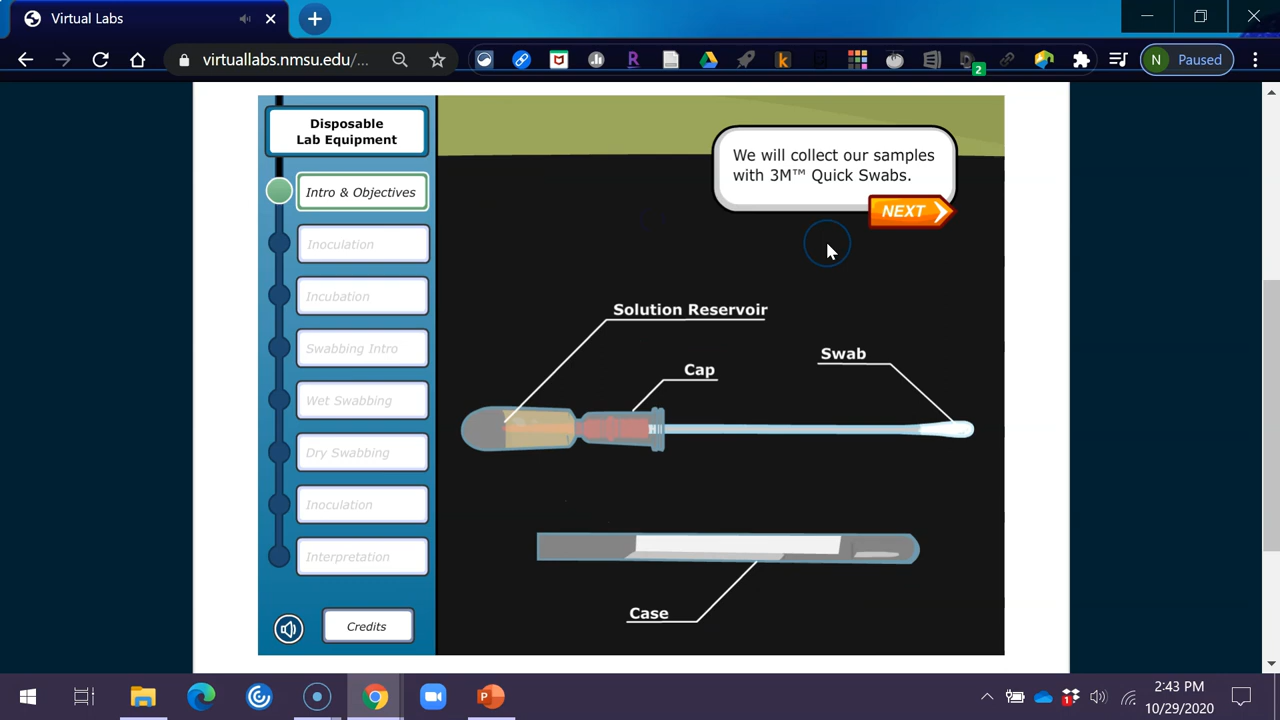 Virtual Labs
virtuallabs.nmsu.edu/...
N Paused
2
Disposable
Lab Equipment
Intro & Objectives
Inoculation
Incubation
Swabbing Intro
Wet Swabbing
Dry Swabbing
Inoculation
Interpretation
Credits
We will collect our samples
with 3M™ Quick Swabs.
NEXT
Solution Reservoir
Cap
Swab
Case
2:43 PM
10/29/2020
1